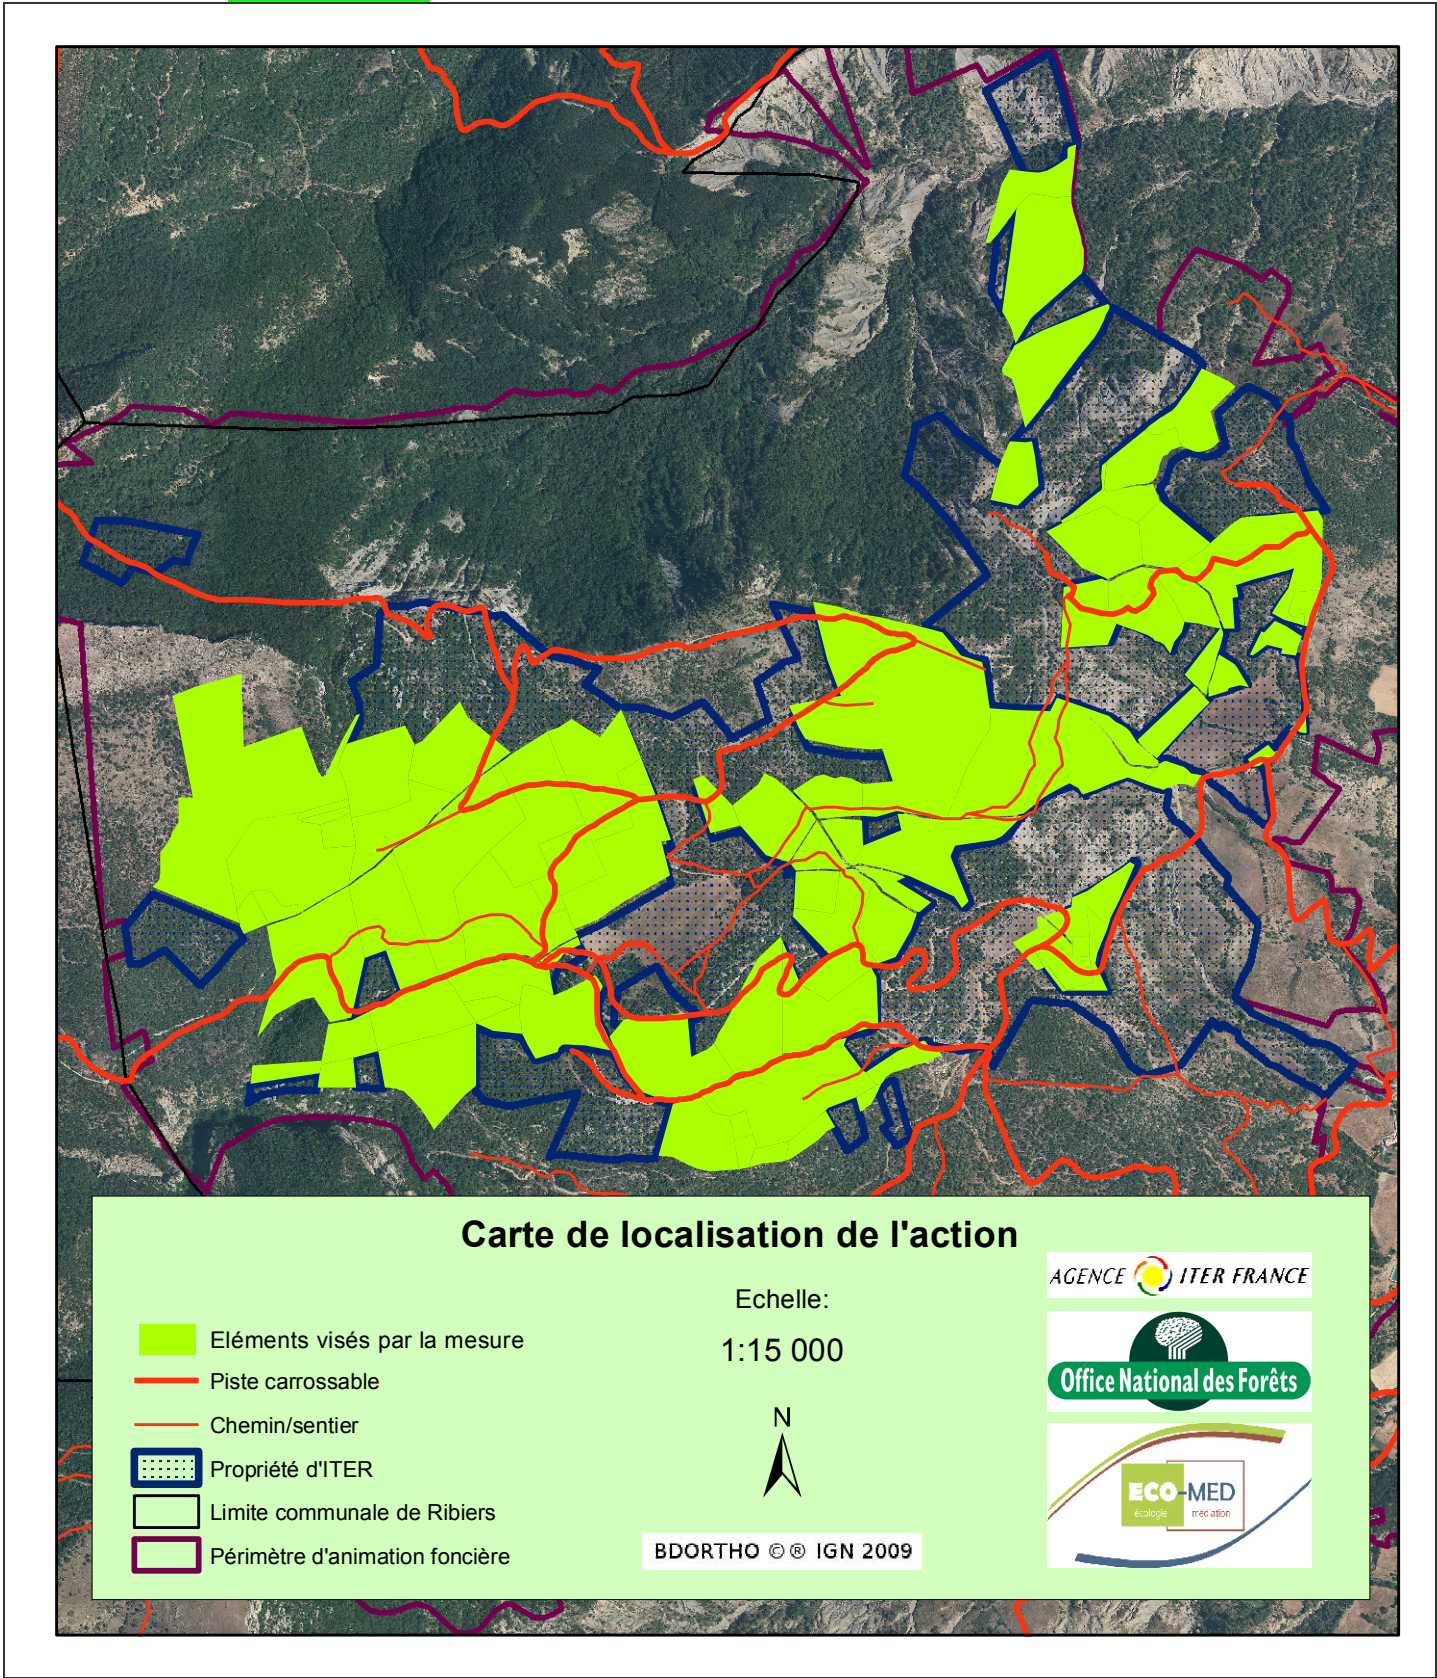 Carte de localisation de l'action
Eléments visés par la mesure
Piste carrossable
Chemin/sentier
Propriété d'ITER
Limite communale de Ribiers
Périmètre d'animation foncière
Echelle:
1:15 000
N
BDORTHO ©® IGN 2009
AGENCE ITER FRANCE
Office National des Forêts
ECO-MED
écologie médiation